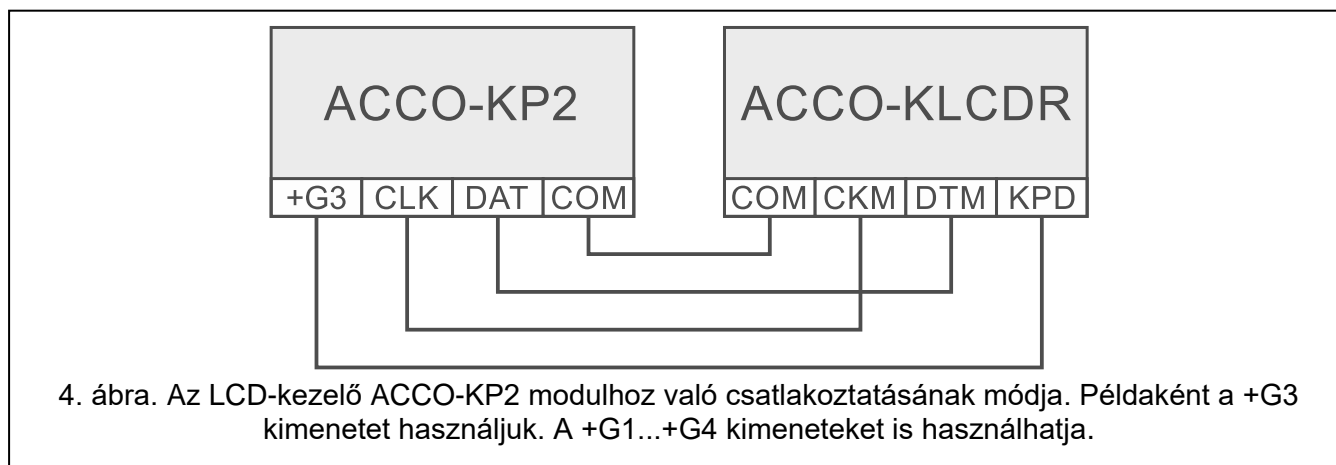 ACCO-KP2
ACCO-KLCDR
+G3 CLK DAT COM
COM CKM DTM KPD
4. ábra. Az LCD-kezelő ACCO-KP2 modulhoz való csatlakoztatásának módja. Példaként a +G3
kimenetet használjuk. A +G1...+G4 kimeneteket is használhatja.